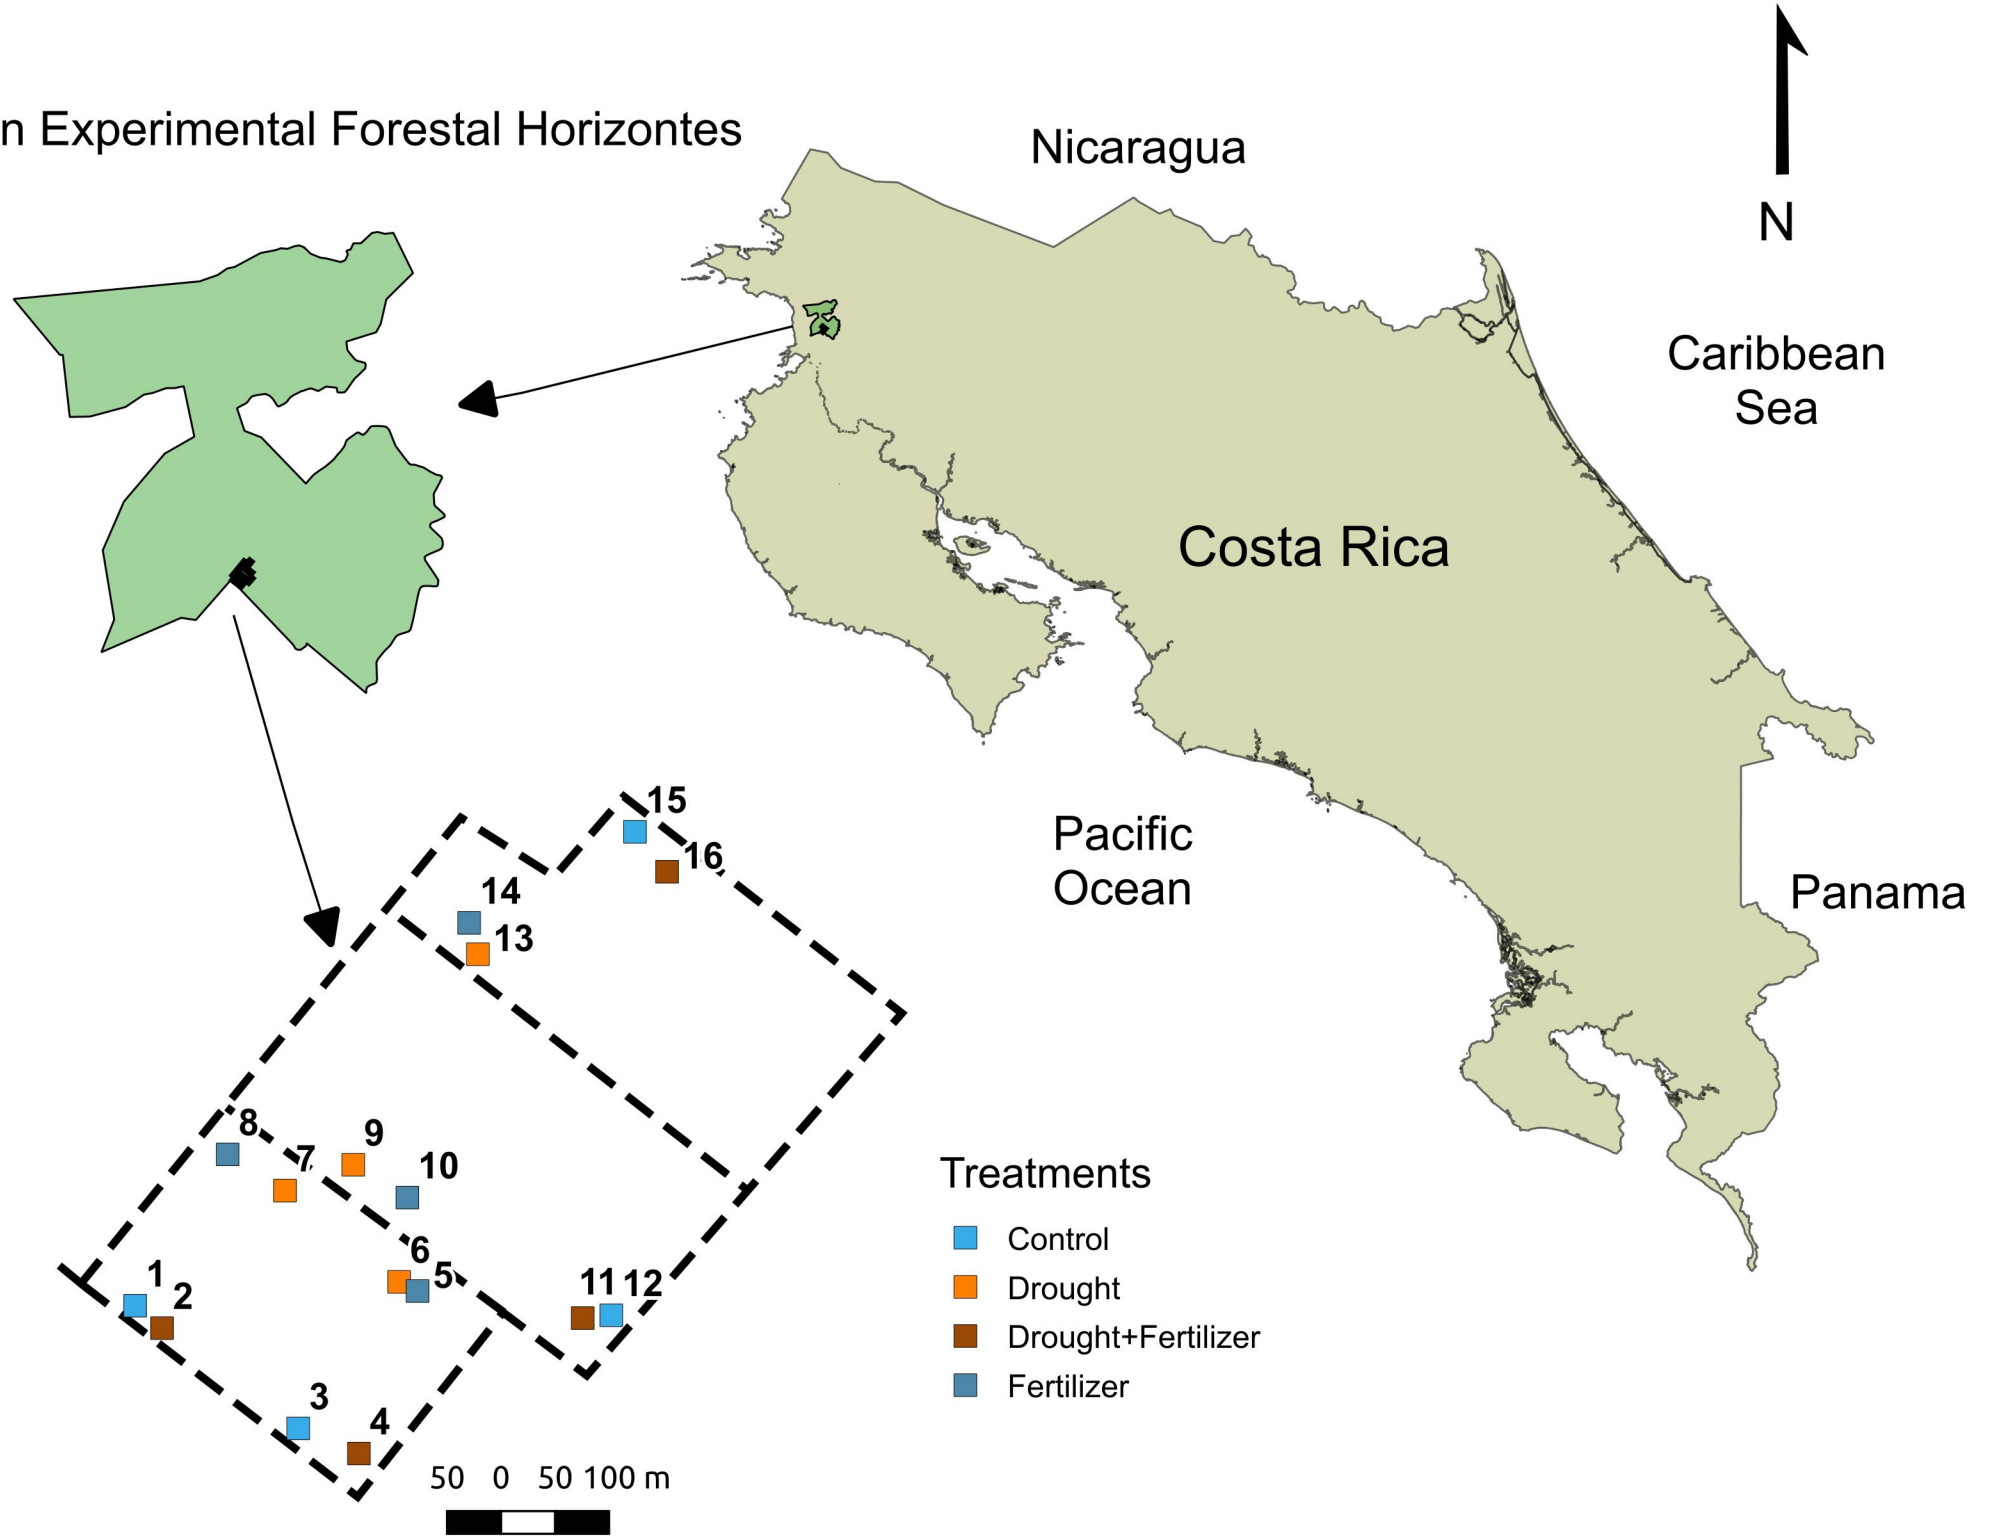 n Experimental Forestal Horizontes
Nicaragua
N
Caribbean
Sea
Costa Rica
Pacific
Ocean
Panama
15
16
14
13
8
7
9
10
6
5
11 12
1
2
3
4
Treatments
Control
Drought
Drought+Fertilizer
Fertilizer
50 0 50 100 m